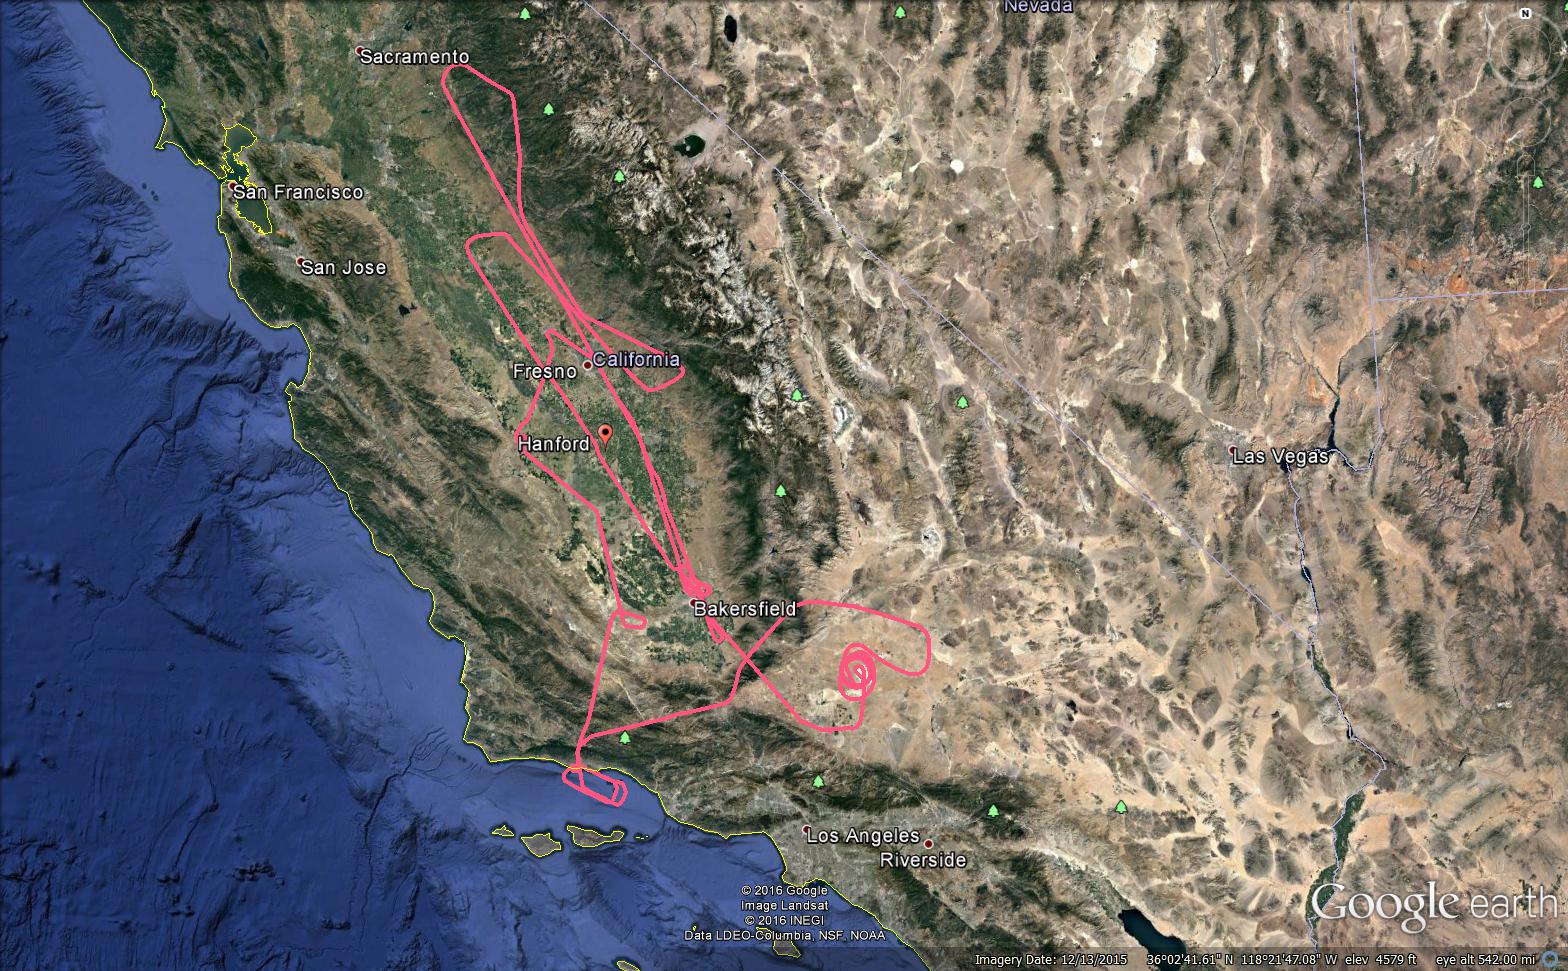 Nevada
N
Sacramento
San Francisco
San Jose
California
Fresno
Hanford
Las Vegas
Bakersfield
Los Angeles
Riverside
© 2016 Google
Image Landsat
© 2016 INEGI
Data LDEO-Columbia, NSF, NOAA
Google earth
Imagery Date: 12/13/2015 36°02'41.61" N 118°21'47.08" W elev 4579 ft eye alt 542.00 mi